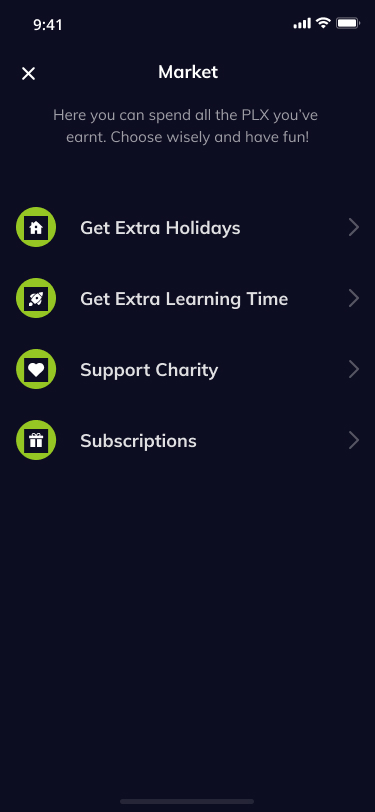 9:41
Market
Here you can spend all the PLX you’ve
earnt. Choose wisely and have fun!
Get Extra Holidays
Get Extra Learning Time
Support Charity
Subscriptions